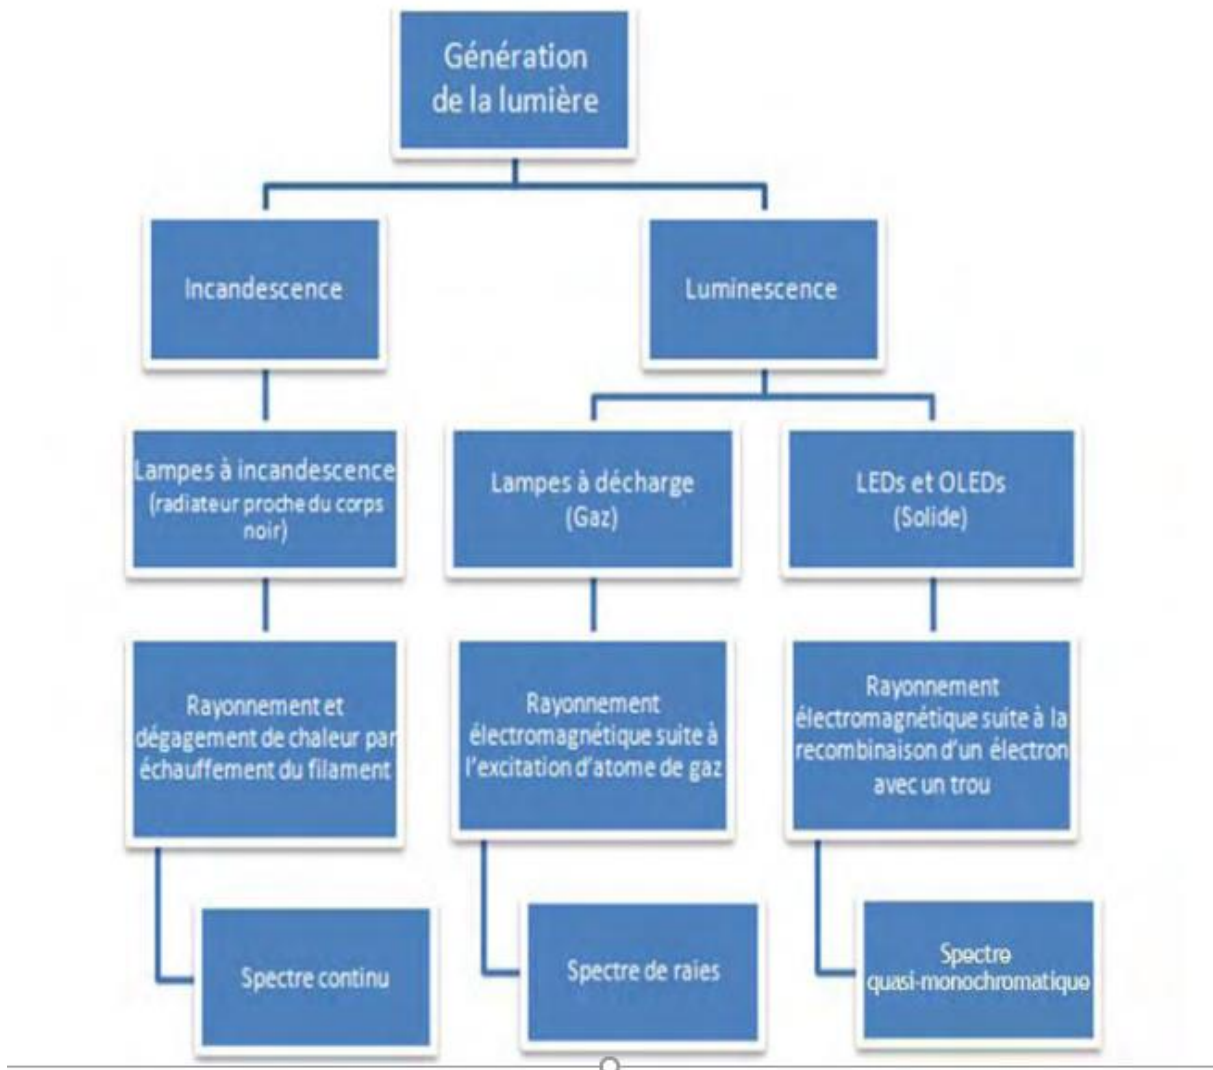 Génération
de la lumière
Incandescence
Luminescence
Lampes à incandescence
(radiateur proche du corps
noir)
Lampes à décharge
(Gaz)
LEDs et OLEDs
(Solide)
Rayonnement et
dégagement de chaleur par
échauffement du filament
Rayonnement
électromagnétique suite à
l'excitation d'atome de gaz
Rayonnement
électromagnétique suite à la
recombinaison d'un électron
avec un trou
Spectre continu
Spectre de raies
Spectre
quasi-monochromatique